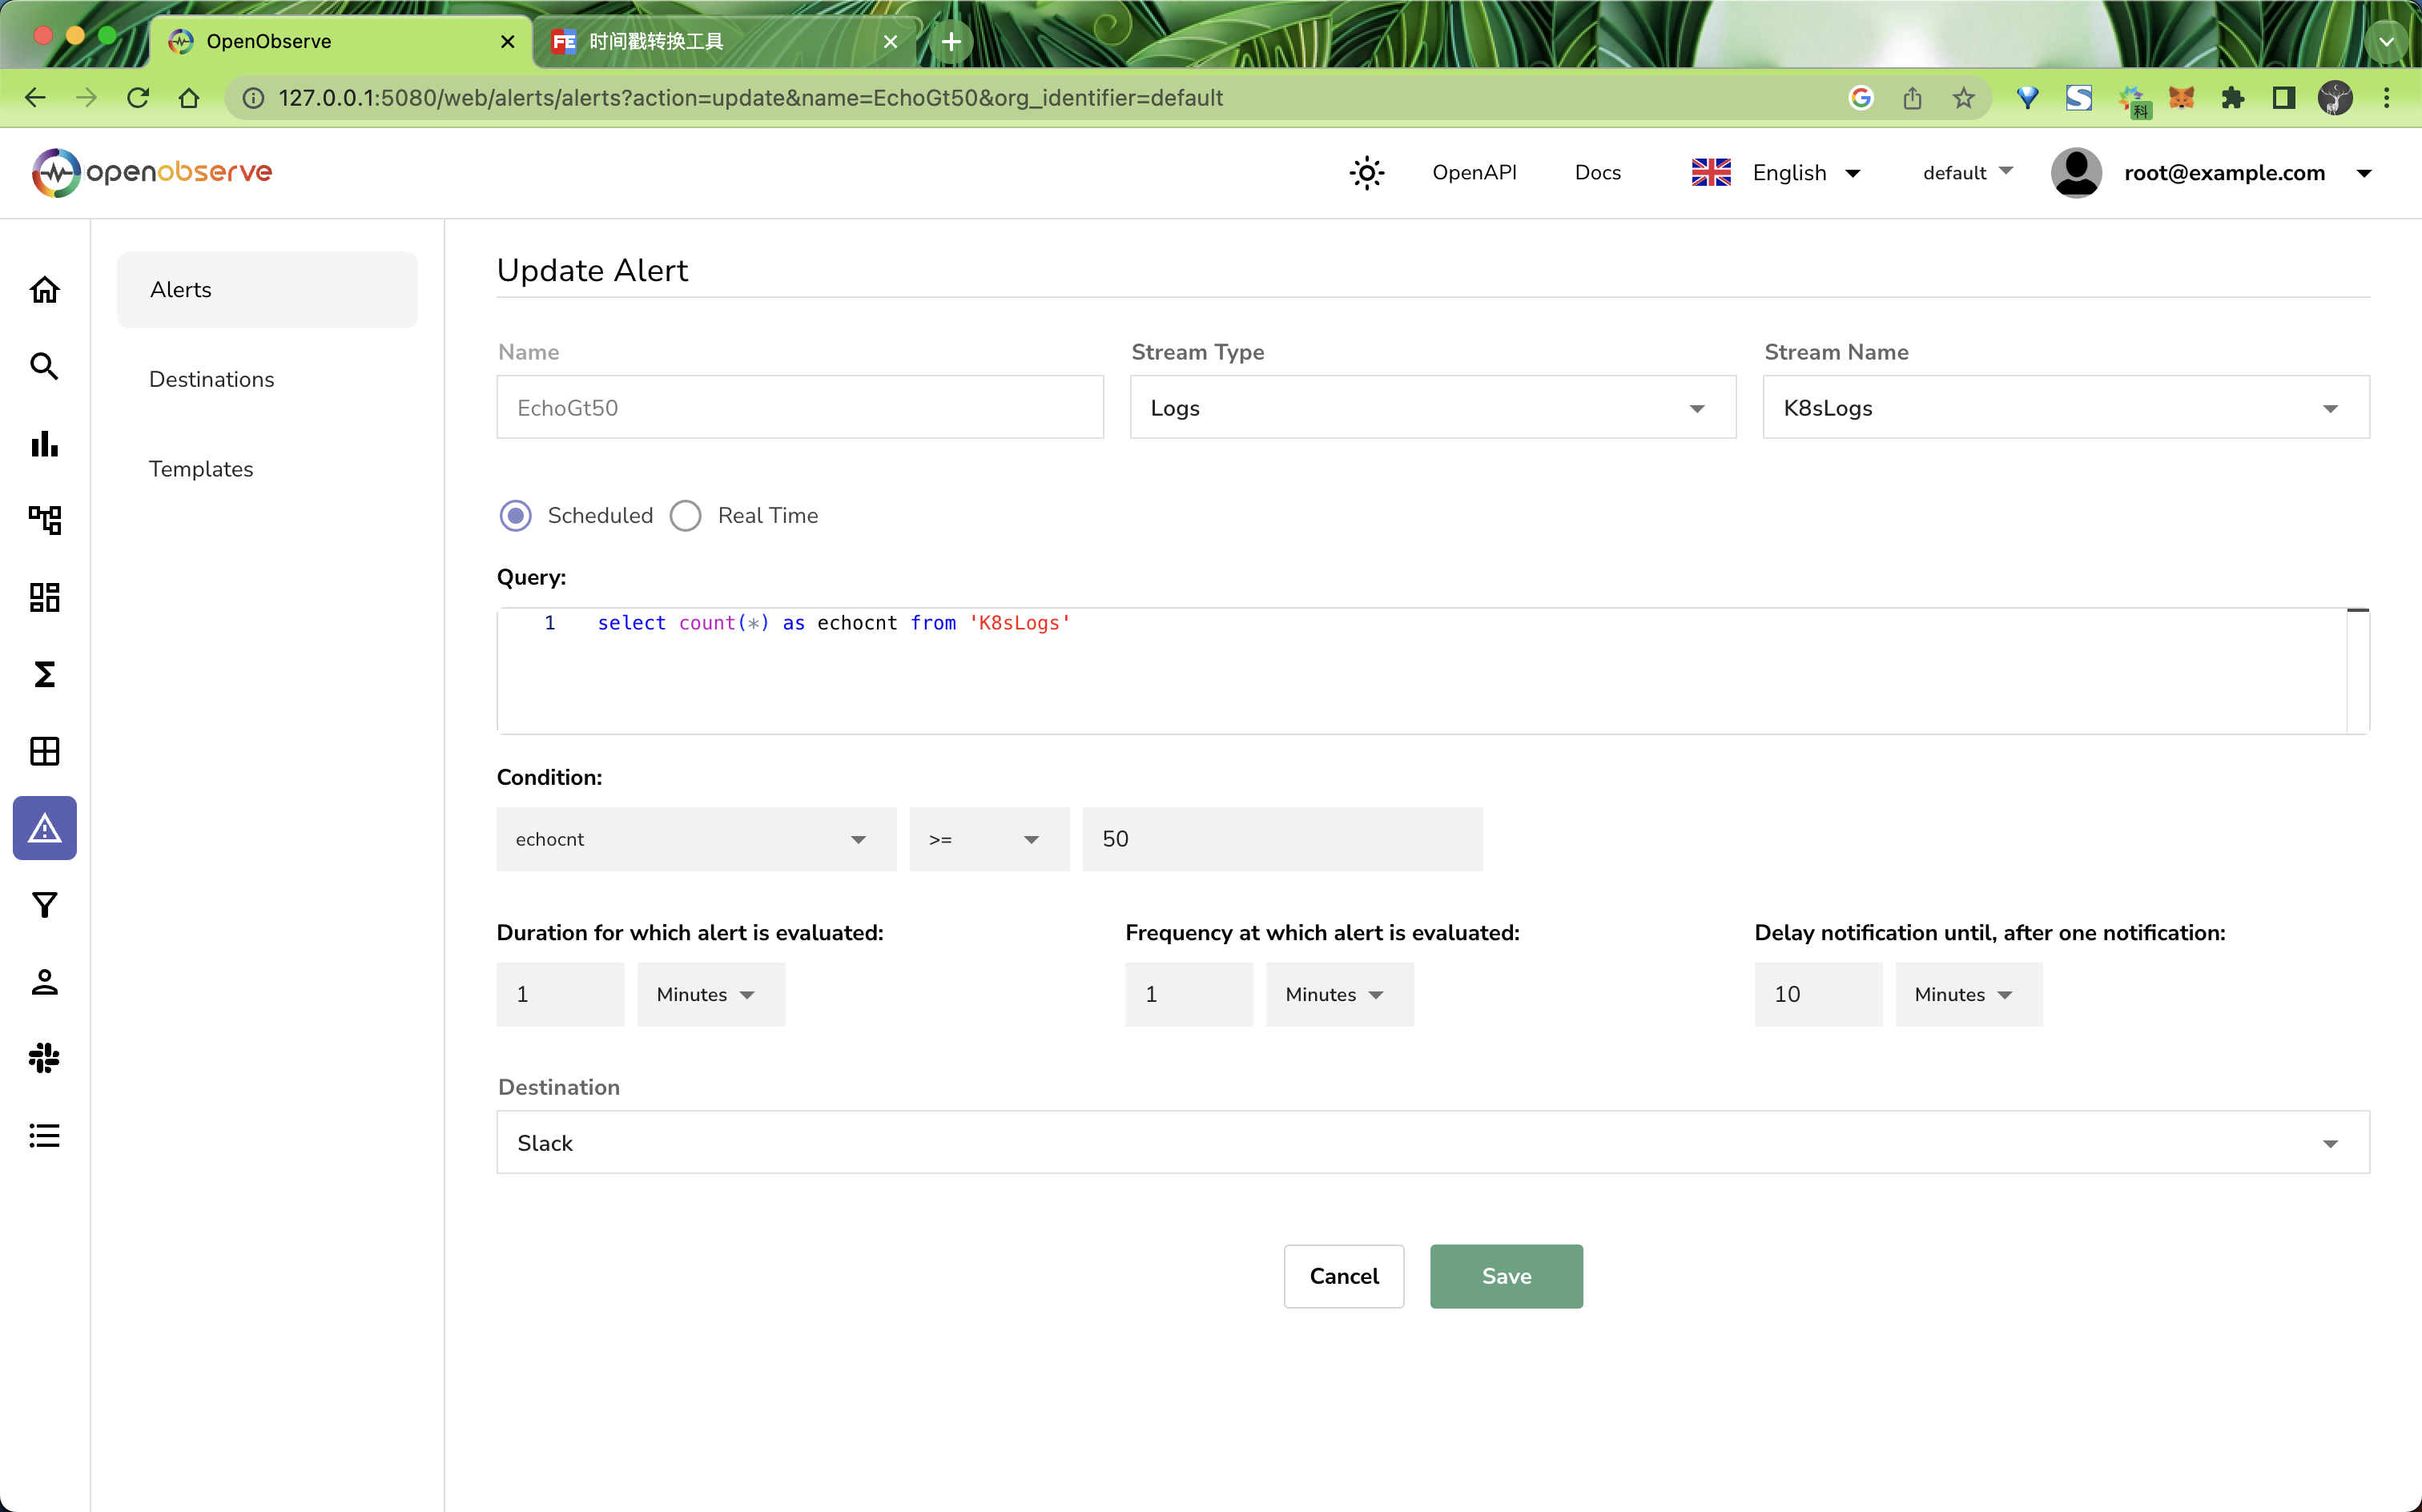 OpenObserve
FE 时间戳转换工具
127.0.0.1:5080/web/alerts/alerts?action=update&name=EchoGt50&org_identifier=default
G
S
科
openobserve
OpenAPI
Docs
English
default
root@example.com
Alerts
Destinations
Templates
Update Alert
Name
Stream Type
Stream Name
EchoGt50
Logs
K8sLogs
Scheduled
Real Time
Query:
1 select count(*) as echocnt from 'K8sLogs'
Condition:
echocnt
>=
50
Duration for which alert is evaluated:
Frequency at which alert is evaluated:
Delay notification until, after one notification:
1
Minutes
1
Minutes
10
Minutes
Destination
Slack
Cancel
Save